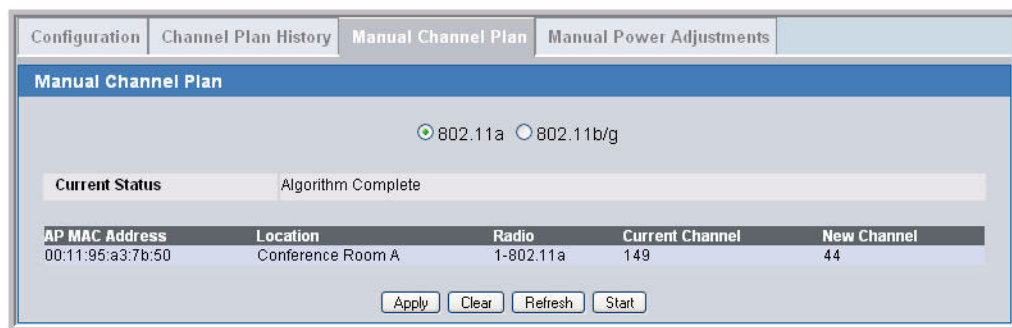 Configuration Channel Plan History Manual Channel Plan Manual Power Adjustments
Manual Channel Plan
802.11a 802.11b/g
Current Status Algorithm Complete
AP MAC Address Location Radio Current Channel New Channel
00:11:95:a3:7b:50 Conference Room A 1-802.11a 149 44
Apply Clear Refresh Start